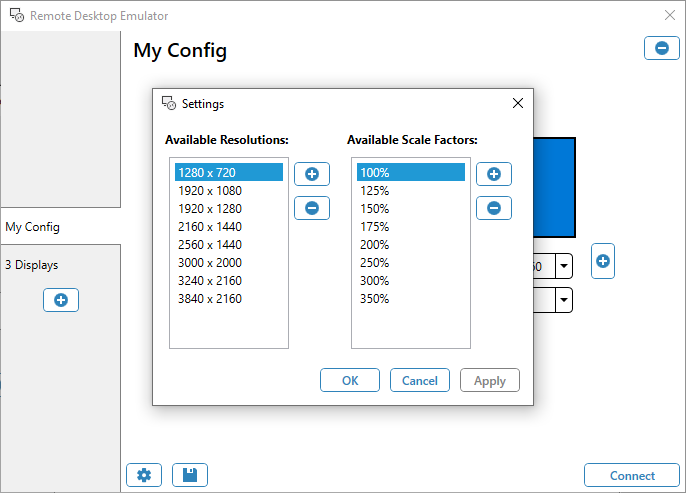 Remote Desktop Emulator
My Config
Settings
Available Resolutions:
Available Scale Factors:
1280 x 720
1920 x 1080
1920 x 1280
2160 x 1440
2560 x 1440
3000 x 2000
3240 x 2160
3840 x 2160
100%
125%
150%
175%
200%
250%
300%
350%
My Config
3 Displays
OK
Cancel
Apply
Connect